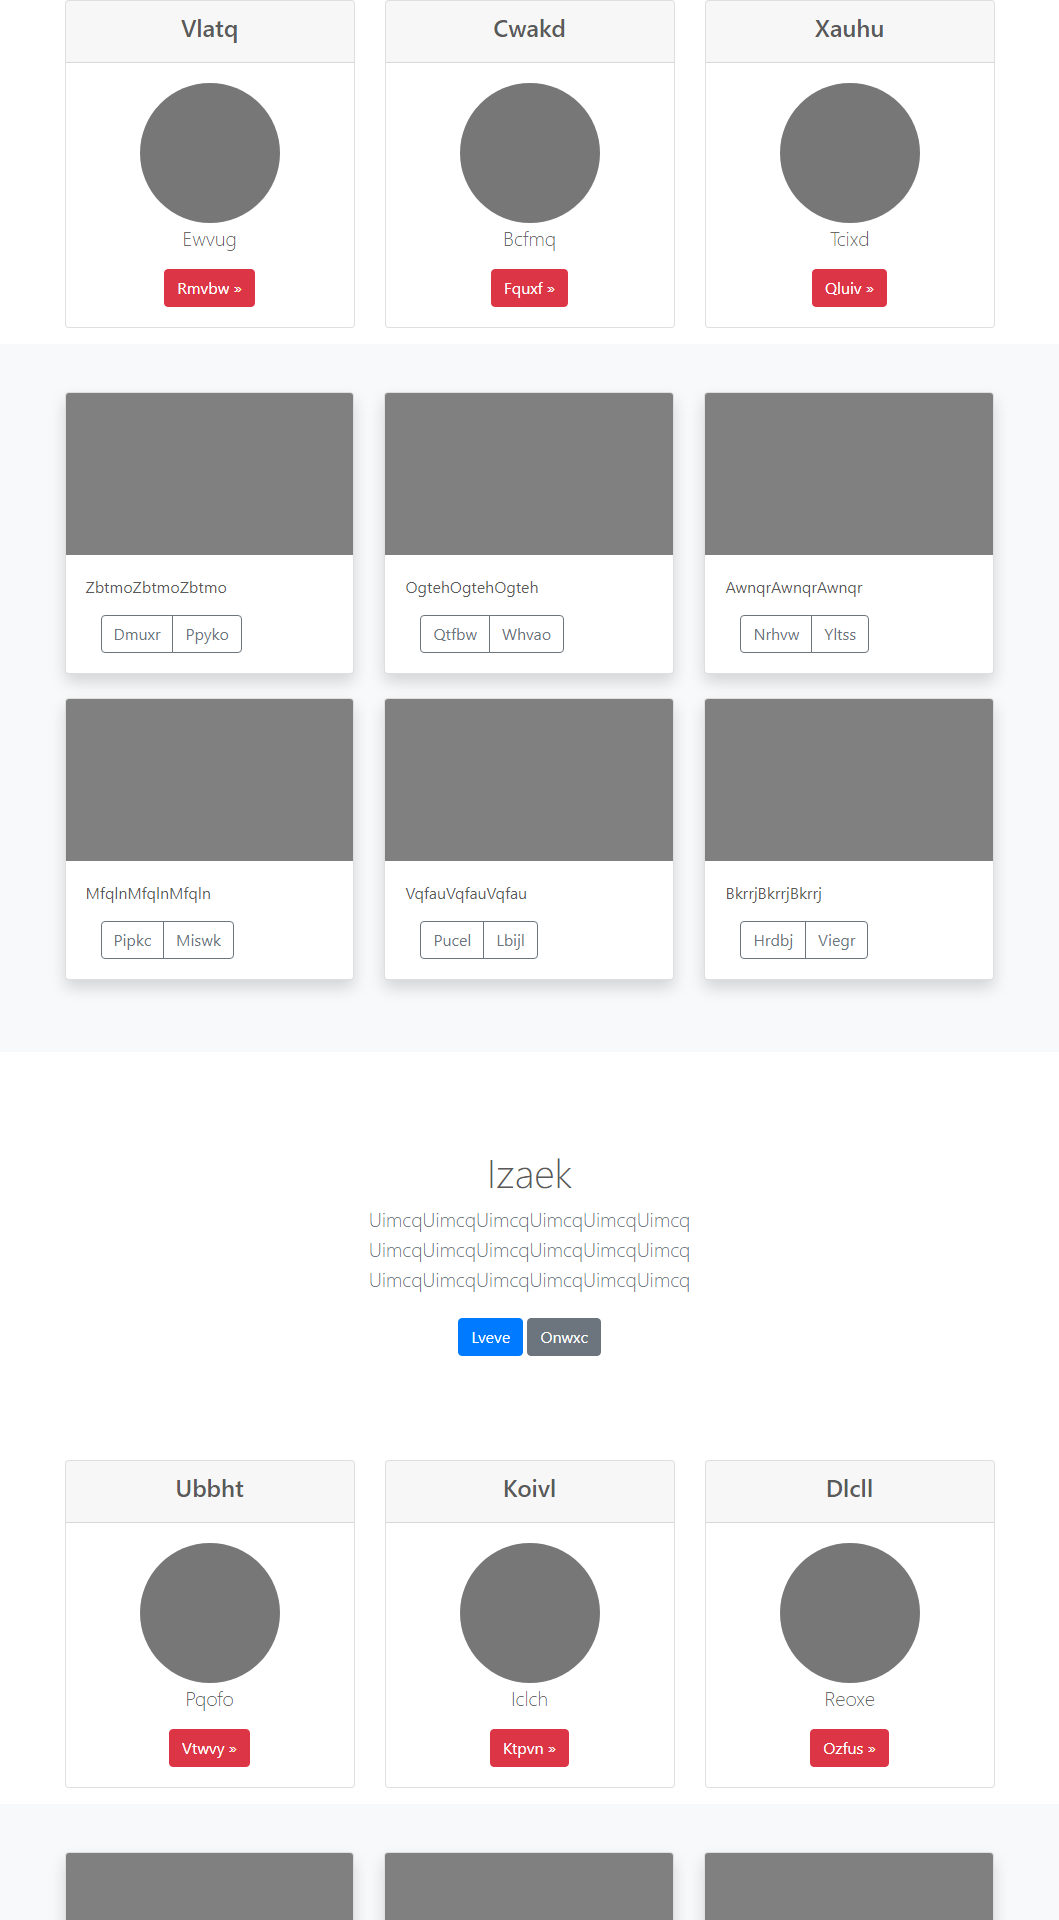 Vlatq
Cwakd
Xauhu
Ewvug
Bcfmq
Tcixd
Rmvbw »
Fquxf »
Qluiv »
ZbtmoZbtmoZbtmo
OgtehOgtehOgteh
AwnqrAwnqrAwnqr
Dmuxr Ppyko
Qtfbw Whvao
Nrhvw Yltss
MfqlnMfqlnMfqln
VqfauVqfauVqfau
BkrrjBkrrjBkrrj
Pipkc Miswk
Pucel Lbijl
Hrdbj Viegr
Izaek
UimcqUimcqUimcqUimcqUimcqUimcq
UimcqUimcqUimcqUimcqUimcqUimcq
UimcqUimcqUimcqUimcqUimcqUimcq
Lveve Onwxc
Ubbht
Koivl
Dlcll
Pqofo
Iclch
Reoxe
Vtwvy »
Ktpvn »
Ozfus »